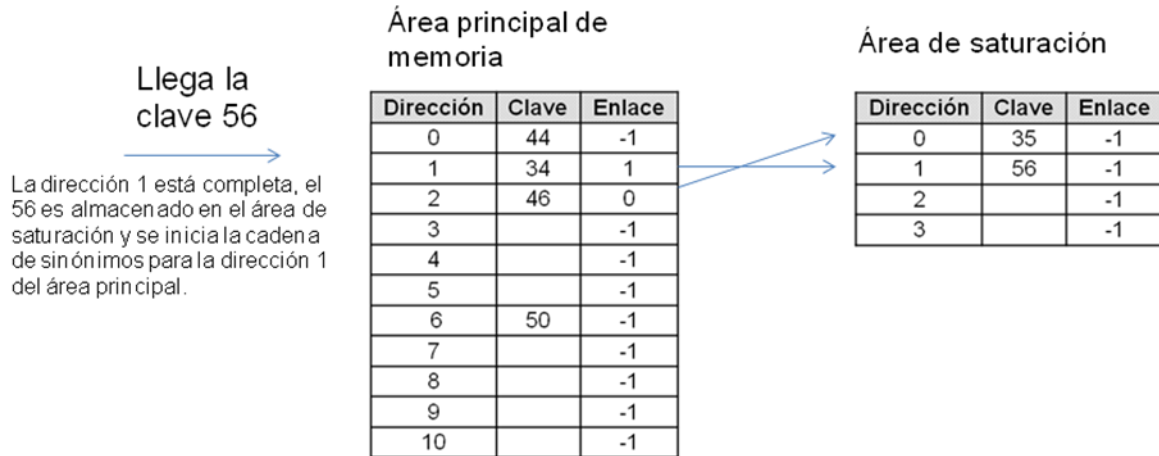 Llega la
clave 56
La dirección 1 está completa, el
56 es almacenado en el área de
saturación y se inicia la cadena
de sinónimos para la dirección 1
del área principal.
Área principal de
memoria
Dirección Clave Enlace
0 44 -1
1 34 1
2 46 0
3 -1
4 -1
5 -1
6 50 -1
7 -1
8 -1
9 -1
10 -1
Área de saturación
Dirección Clave Enlace
0 35 -1
1 56 -1
2 -1
3 -1